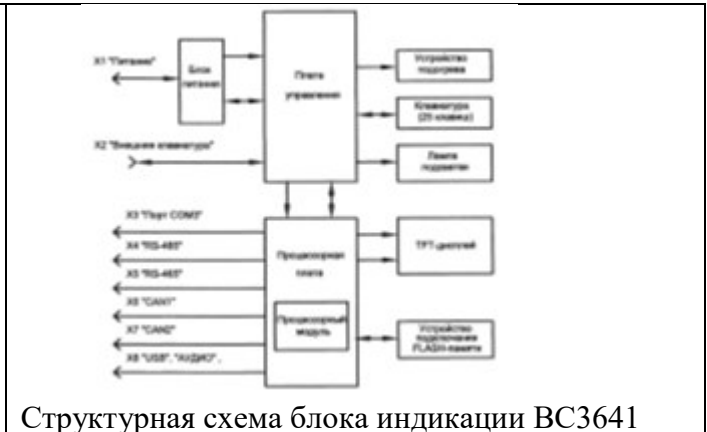 X1 "Питание"
Блок
питания
Плата
управления
Устройство
подогрева
Клавиатура
(25 клавиш)
X2 "Внешняя клавиатура"
Лампа
подсветки
X3 "Порт COM3"
X4 "RS-485"
X5 "RS-485"
X6 "CAN1"
X7 "CAN2"
X8 "USB", "АУДИО" ,
Процессорная
плата
Процессорный
модуль
TFT-дисплей
Устройство
подключения
FLASH-памяти
Структурная схема блока индикации ВС3641